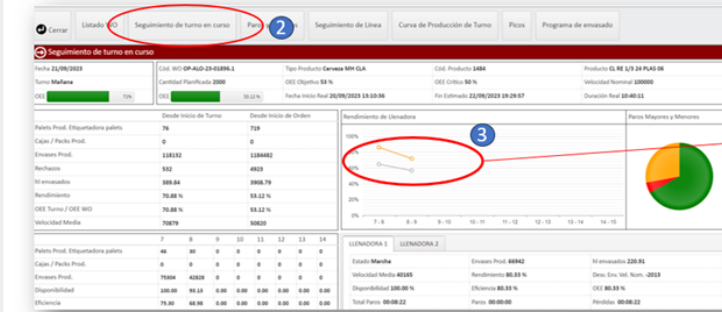 Cerrar
Listado WO
Seguimiento de turno en curso
2
Seguimiento de Línea
Curva de Producción de Turno
Picos
Programa de envasado
Seguimiento de turno en curso
Fecha 21/09/2023
Cód. WO OP-ALO-23-01896.1
Tipo Producto Cerveza MH CLA
Cód. Producto 1484
Producto CL RE 1/3 24 PLAS 06
Turno Mañana
Cantidad Planificada 2000
OEE Objetivo 53 %
OEE Crítico 50 %
Velocidad Nominal 100000
OEE 71%
OEE 53.12 %
Fecha Inicio Real 20/09/2023 13:10:36
Fin Estimado 22/09/2023 19:29:57
Duración Real 10:40:11
Desde Inicio de Turno Desde Inicio de Orden
Palets Prod. Etiquetadora palets 76 719
Cajas / Packs Prod. 0 0
Envases Prod. 118132 1184482
Rechazos 532 4923
hl envasados 389.84 3908.79
Rendimiento 70.88 % 53.12 %
OEE Turno / OEE WO 70.88 % 53.12 %
Velocidad Media 70879 50820
Rendimiento de Llenadora
3
100%
80%
60%
40%
20%
0%
7 - 8 8 - 9 9 - 10 10 - 11 11 - 12 12 - 13 13 - 14 14 - 15
Paros Mayores y Menores
7 8 9 10 11 12 13 14
Palets Prod. Etiquetadora palets 46 30 0 0 0 0 0 0
Cajas / Packs Prod. 0 0 0 0 0 0 0 0
Envases Prod. 75304 42828 0 0 0 0 0 0
Disponibilidad 100.00 93.13 0.00 0.00 0.00 0.00 0.00 0.00
Eficiencia 75.30 68.98 0.00 0.00 0.00 0.00 0.00 0.00
LLENADORA 1 LLENADORA 2
Estado Marcha
Envases Prod. 66942
hl envasados 220.91
Velocidad Media 40165
Rendimiento 80.33 %
Desv. Env. Vel. Nom. -2013
Disponibilidad 100.00 %
Eficiencia 80.33 %
OEE 80.33 %
Total Paros 00:08:22
Paros 00:00:00
Pérdidas 00:08:22